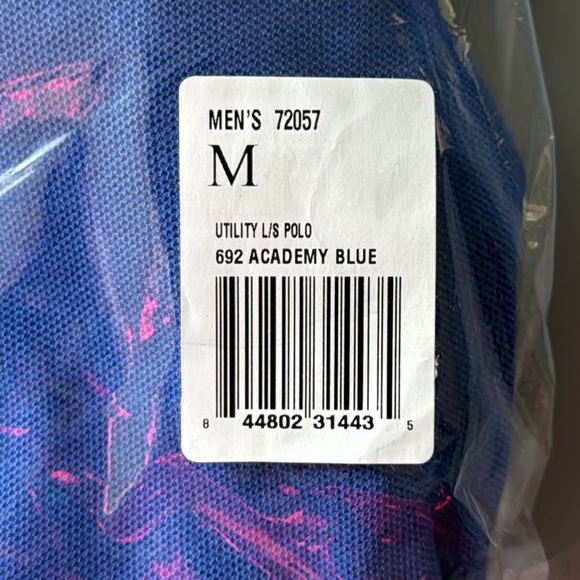 MEN'S 72057
M
UTILITY L/S POLO
692 ACADEMY BLUE
8 44802 31443 5